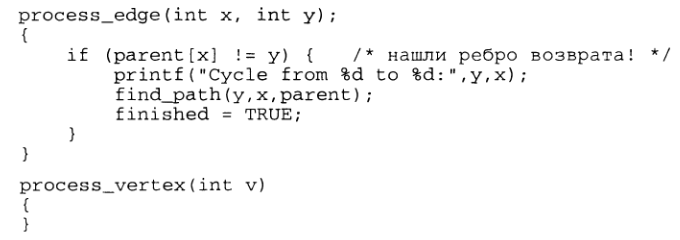 process_edge(int x, int y);
{
if (parent[x] != y) { /* нашли ребро возврата! */
printf("Cycle from %d to %d:",y,x);
find_path(y,x,parent);
finished = TRUE;
}
}
process_vertex(int v)
{
}